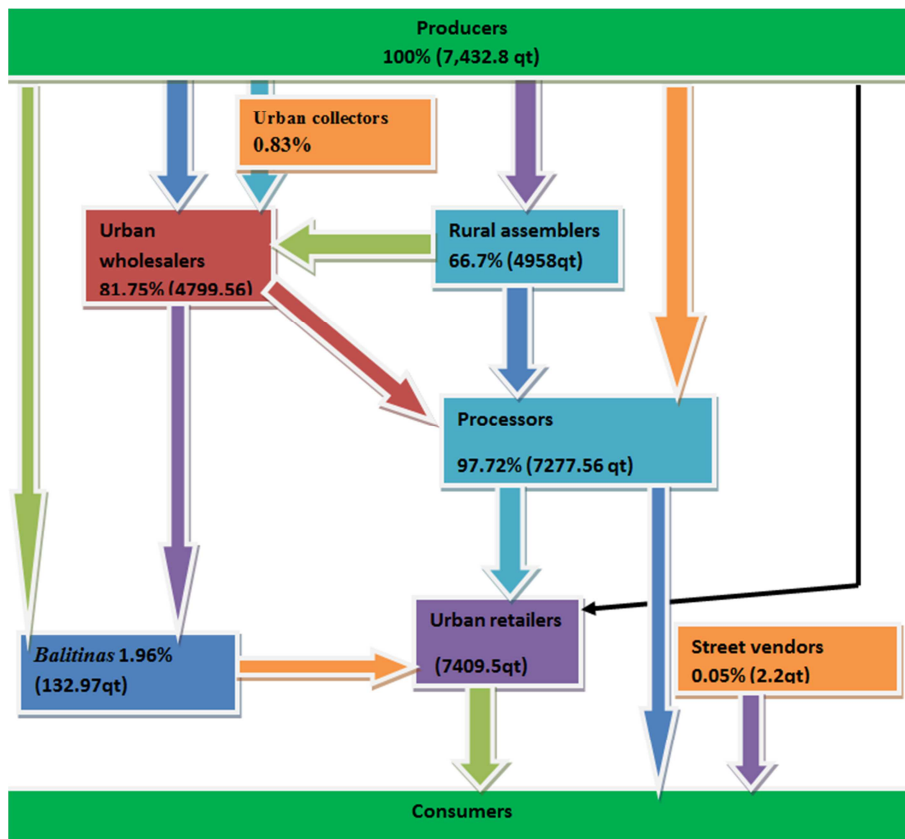 Producers
100% (7,432.8 qt)
Urban collectors
0.83%
Urban
wholesalers
81.75% (4799.56)
Rural assemblers
66.7% (4958qt)
Processors
97.72% (7277.56 qt)
Urban retailers
(7409.5qt)
Balitinas 1.96%
(132.97qt)
Street vendors
0.05% (2.2qt)
Consumers